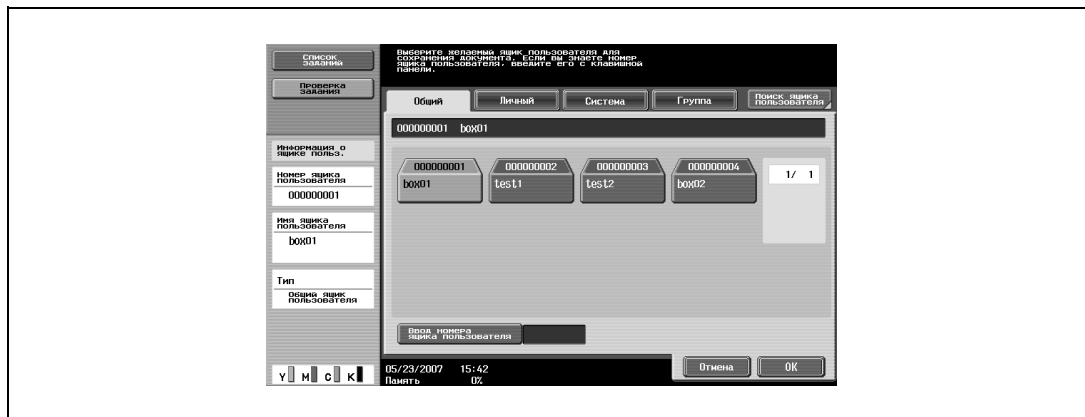 Список
заданий
Проверка
задания
Информация о
ящике польз.
Номер ящика
пользователя
000000001
Имя ящика
пользователя
box01
Тип
Общий ящик
пользователя
Y M C K
Выберите желаемый ящик пользователя для
сохранения документа. Если вы знаете номер
ящика пользователя, введите его с клавишной
панели.
Общий Личный Система Группа Поиск ящика
пользователя
000000001 box01
000000001 000000002 000000003 000000004
box01 test1 test2 box02
1/ 1
Ввод номера
ящика пользователя
Отмена OK
05/23/2007 15:42
Память 0%